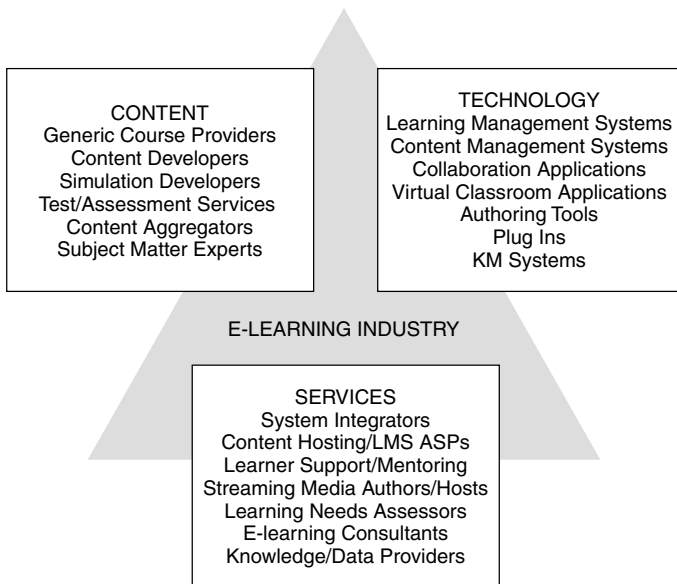 CONTENT
Generic Course Providers
Content Developers
Simulation Developers
Test/Assessment Services
Content Aggregators
Subject Matter Experts
TECHNOLOGY
Learning Management Systems
Content Management Systems
Collaboration Applications
Virtual Classroom Applications
Authoring Tools
Plug Ins
KM Systems
E-LEARNING INDUSTRY
SERVICES
System Integrators
Content Hosting/LMS ASPs
Learner Support/Mentoring
Streaming Media Authors/Hosts
Learning Needs Assessors
E-learning Consultants
Knowledge/Data Providers